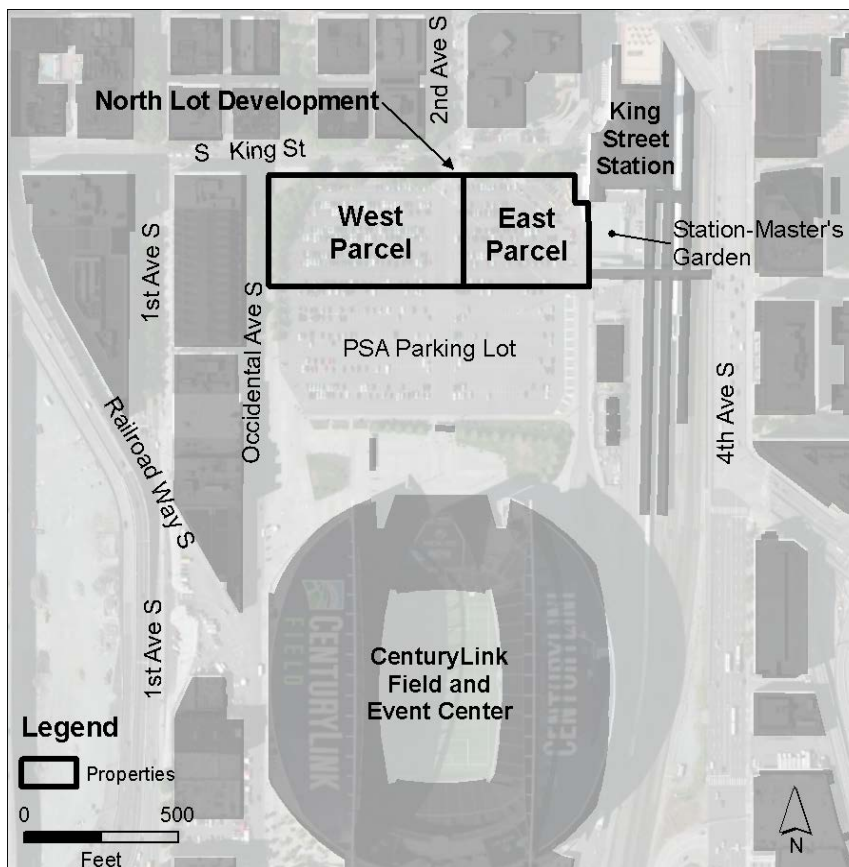 2nd Ave S
North Lot Development
King
Street
Station
S King St
West
Parcel
East
Parcel
Station-Master's
Garden
1st Ave S
Occidental Ave S
PSA Parking Lot
4th Ave S
Railroad Way S
1st Ave S
CENTURYLINK
FIELD
CENTURYLINK
CenturyLink
Field and
Event Center
Legend
Properties
0 500
Feet
N